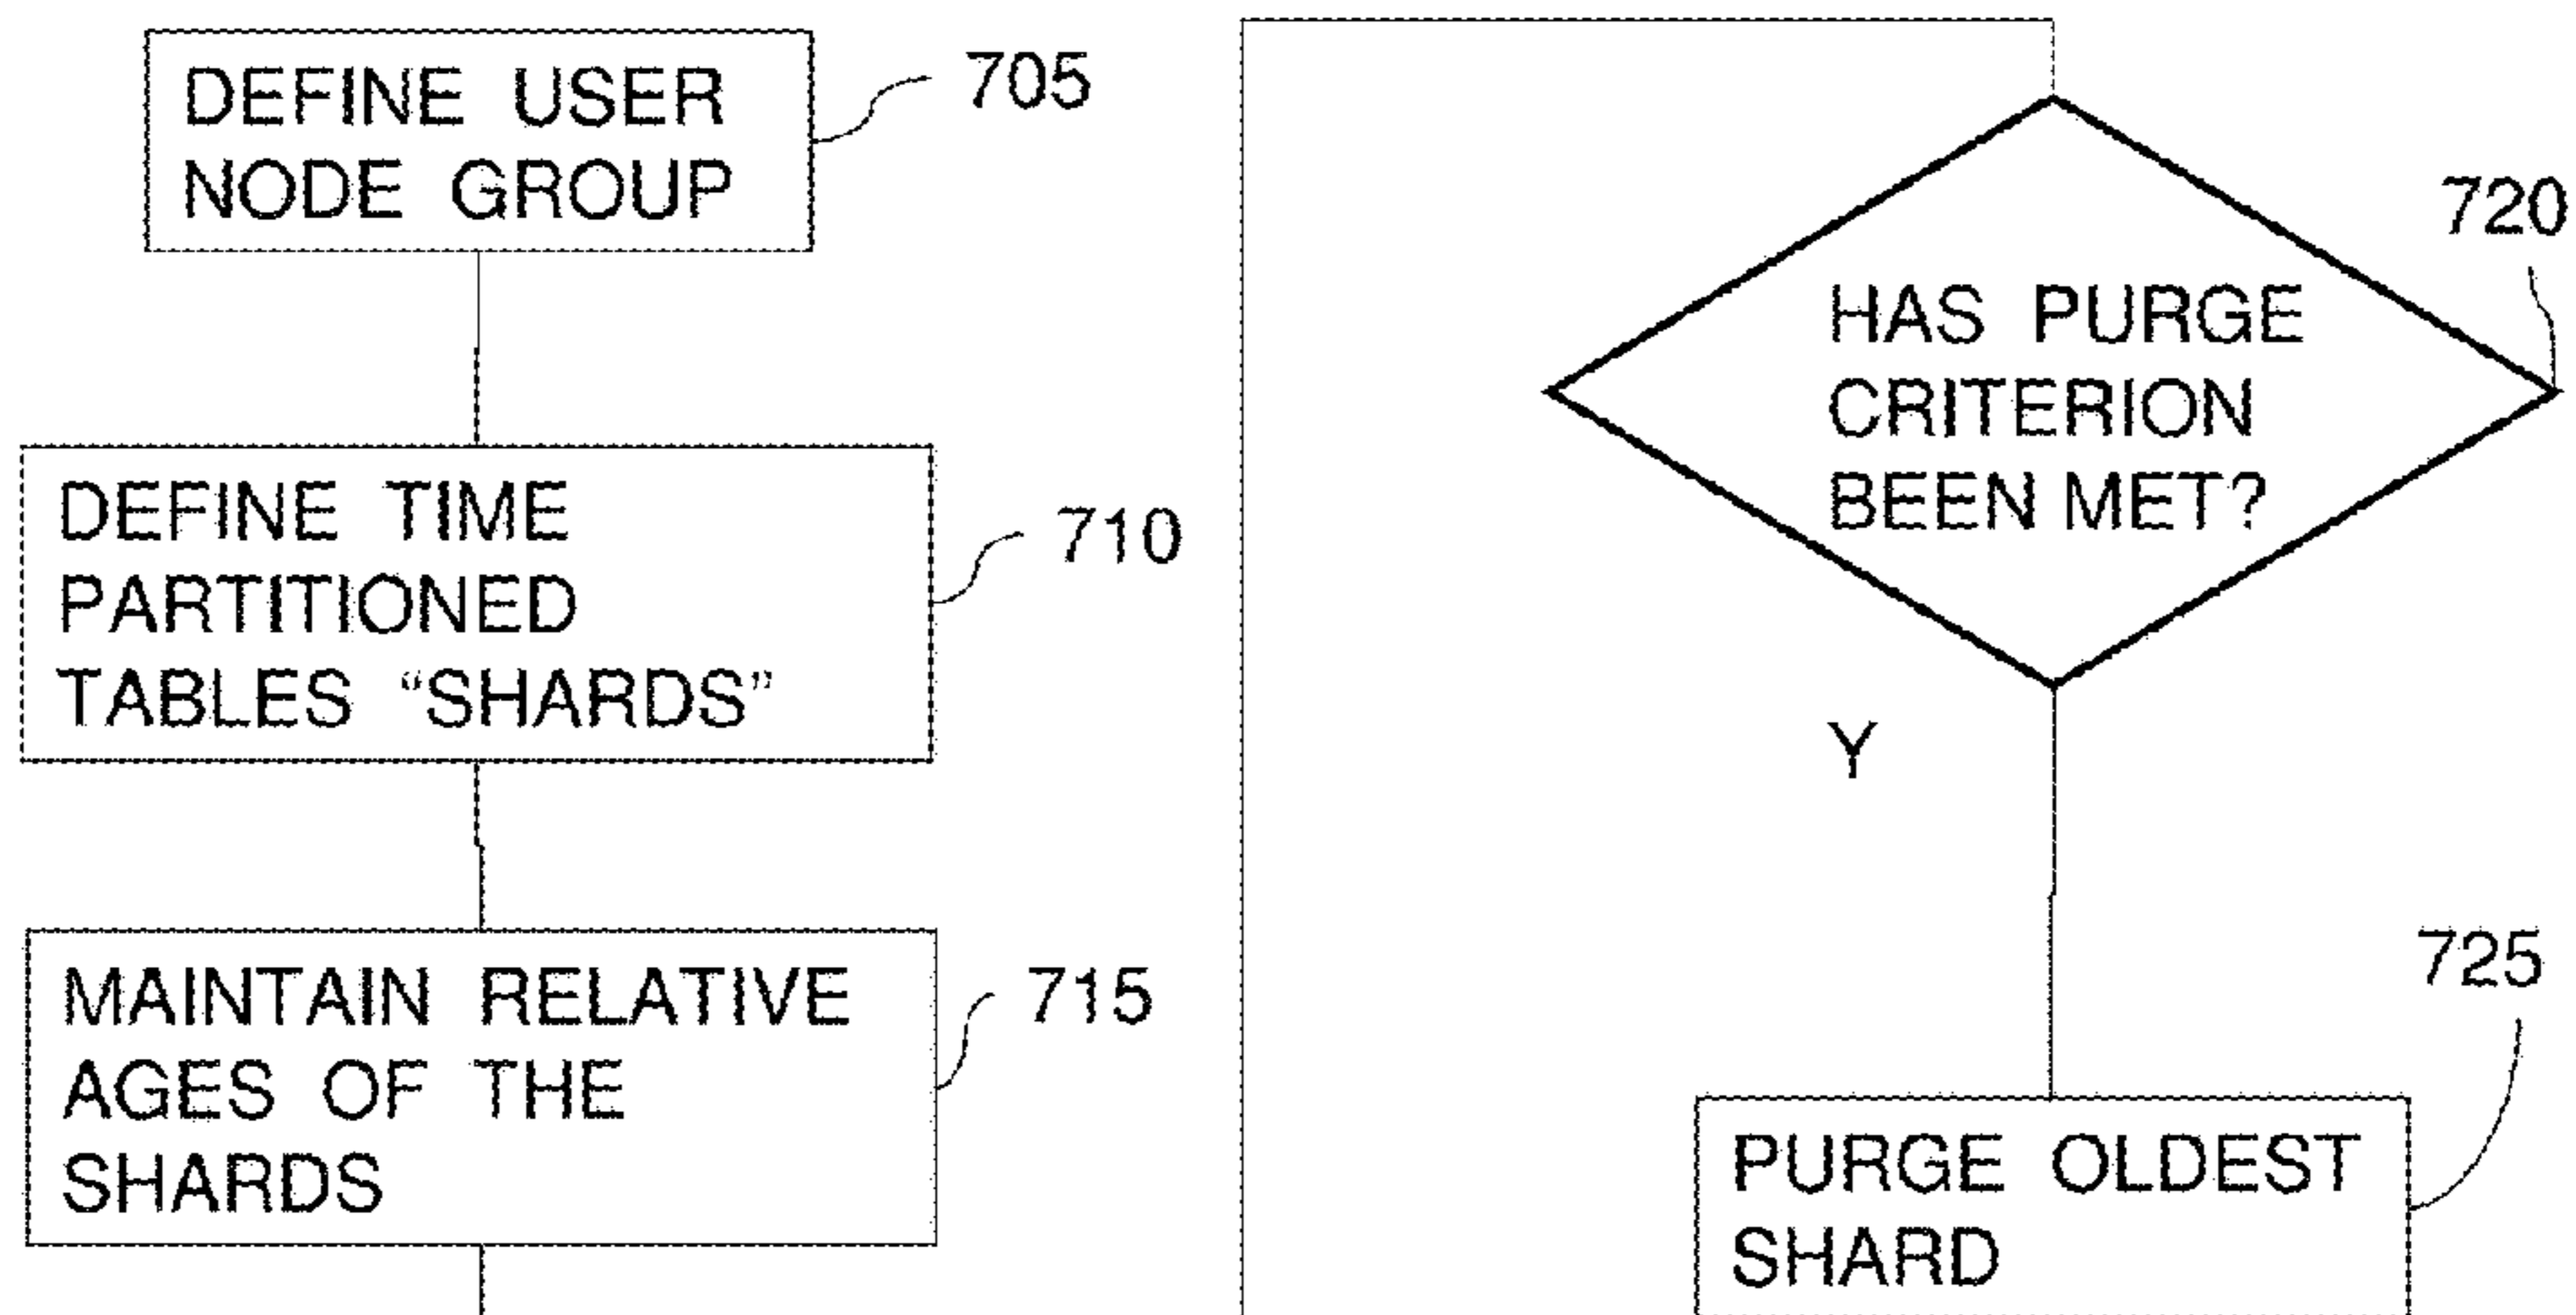 DEFINE USER
NODE GROUP
705
DEFINE TIME
PARTITIONED
TABLES “SHARDS”
710
MAINTAIN RELATIVE
AGES OF THE
SHARDS
715
HAS PURGE
CRITERION
BEEN MET?
720
Y
PURGE OLDEST
SHARD
725